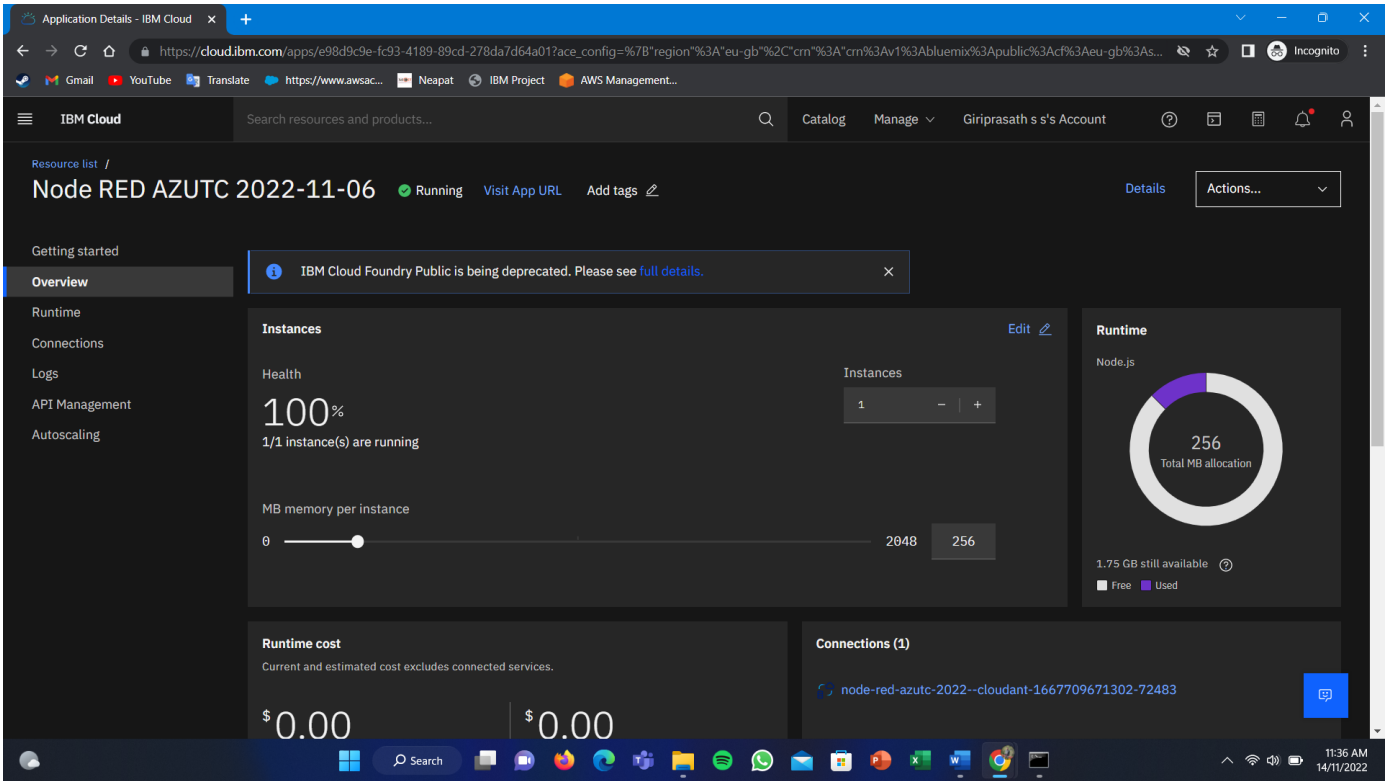 Application Details - IBM Cloud
https://cloud.ibm.com/apps/e98d9c9e-fc93-4189-89cd-278da7d64a01?ace_config=%7B"region"%3A"eu-gb"%2C"crn"%3A"crn%3Av1%3Abluemix%3Apublic%3Acf%3Aeu-gb%3As...
Incognito
Gmail YouTube Translate https://www.awsac... Neapat IBM Project AWS Management...
IBM Cloud Search resources and products... Catalog Manage Giriprasath s s's Account
Resource list /
Node RED AZUTC 2022-11-06 Running Visit App URL Add tags Details Actions...
Getting started
Overview
Runtime
Connections
Logs
API Management
Autoscaling
IBM Cloud Foundry Public is being deprecated. Please see full details.
Instances Edit
Health
100%
1/1 instance(s) are running
Instances
1 - +
MB memory per instance
0 2048 256
Runtime
Node.js
256
Total MB allocation
1.75 GB still available
Free Used
Runtime cost
Current and estimated cost excludes connected services.
$0.00 $0.00
Connections (1)
node-red-azutc-2022--cloudant-1667709671302-72483
Search
11:36 AM
14/11/2022